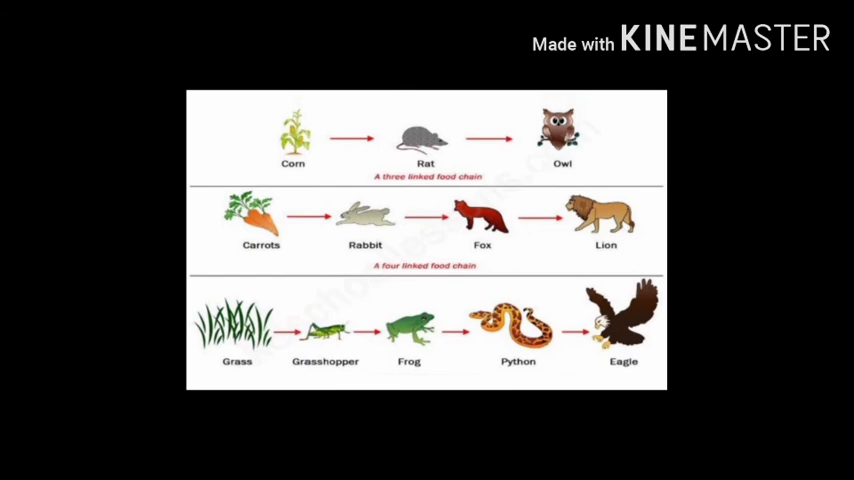 Made with KINEMASTER
Corn Rat Owl
A three linked food chain
Carrots Rabbit Fox Lion
A four linked food chain
Grass Grasshopper Frog Python Eagle